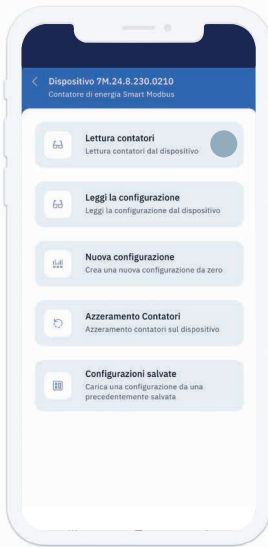 Dispositivo 7M.24.8.230.0210
Contatore di energia Smart Modbus
Lettura contatori
Lettura contatori dal dispositivo
Leggi la configurazione
Leggi la configurazione dal dispositivo
Nuova configurazione
Crea una nuova configurazione da zero
Azzeramento Contatori
Azzeramento contatori sul dispositivo
Configurazioni salvate
Carica una configurazione da una
precedentemente salvata